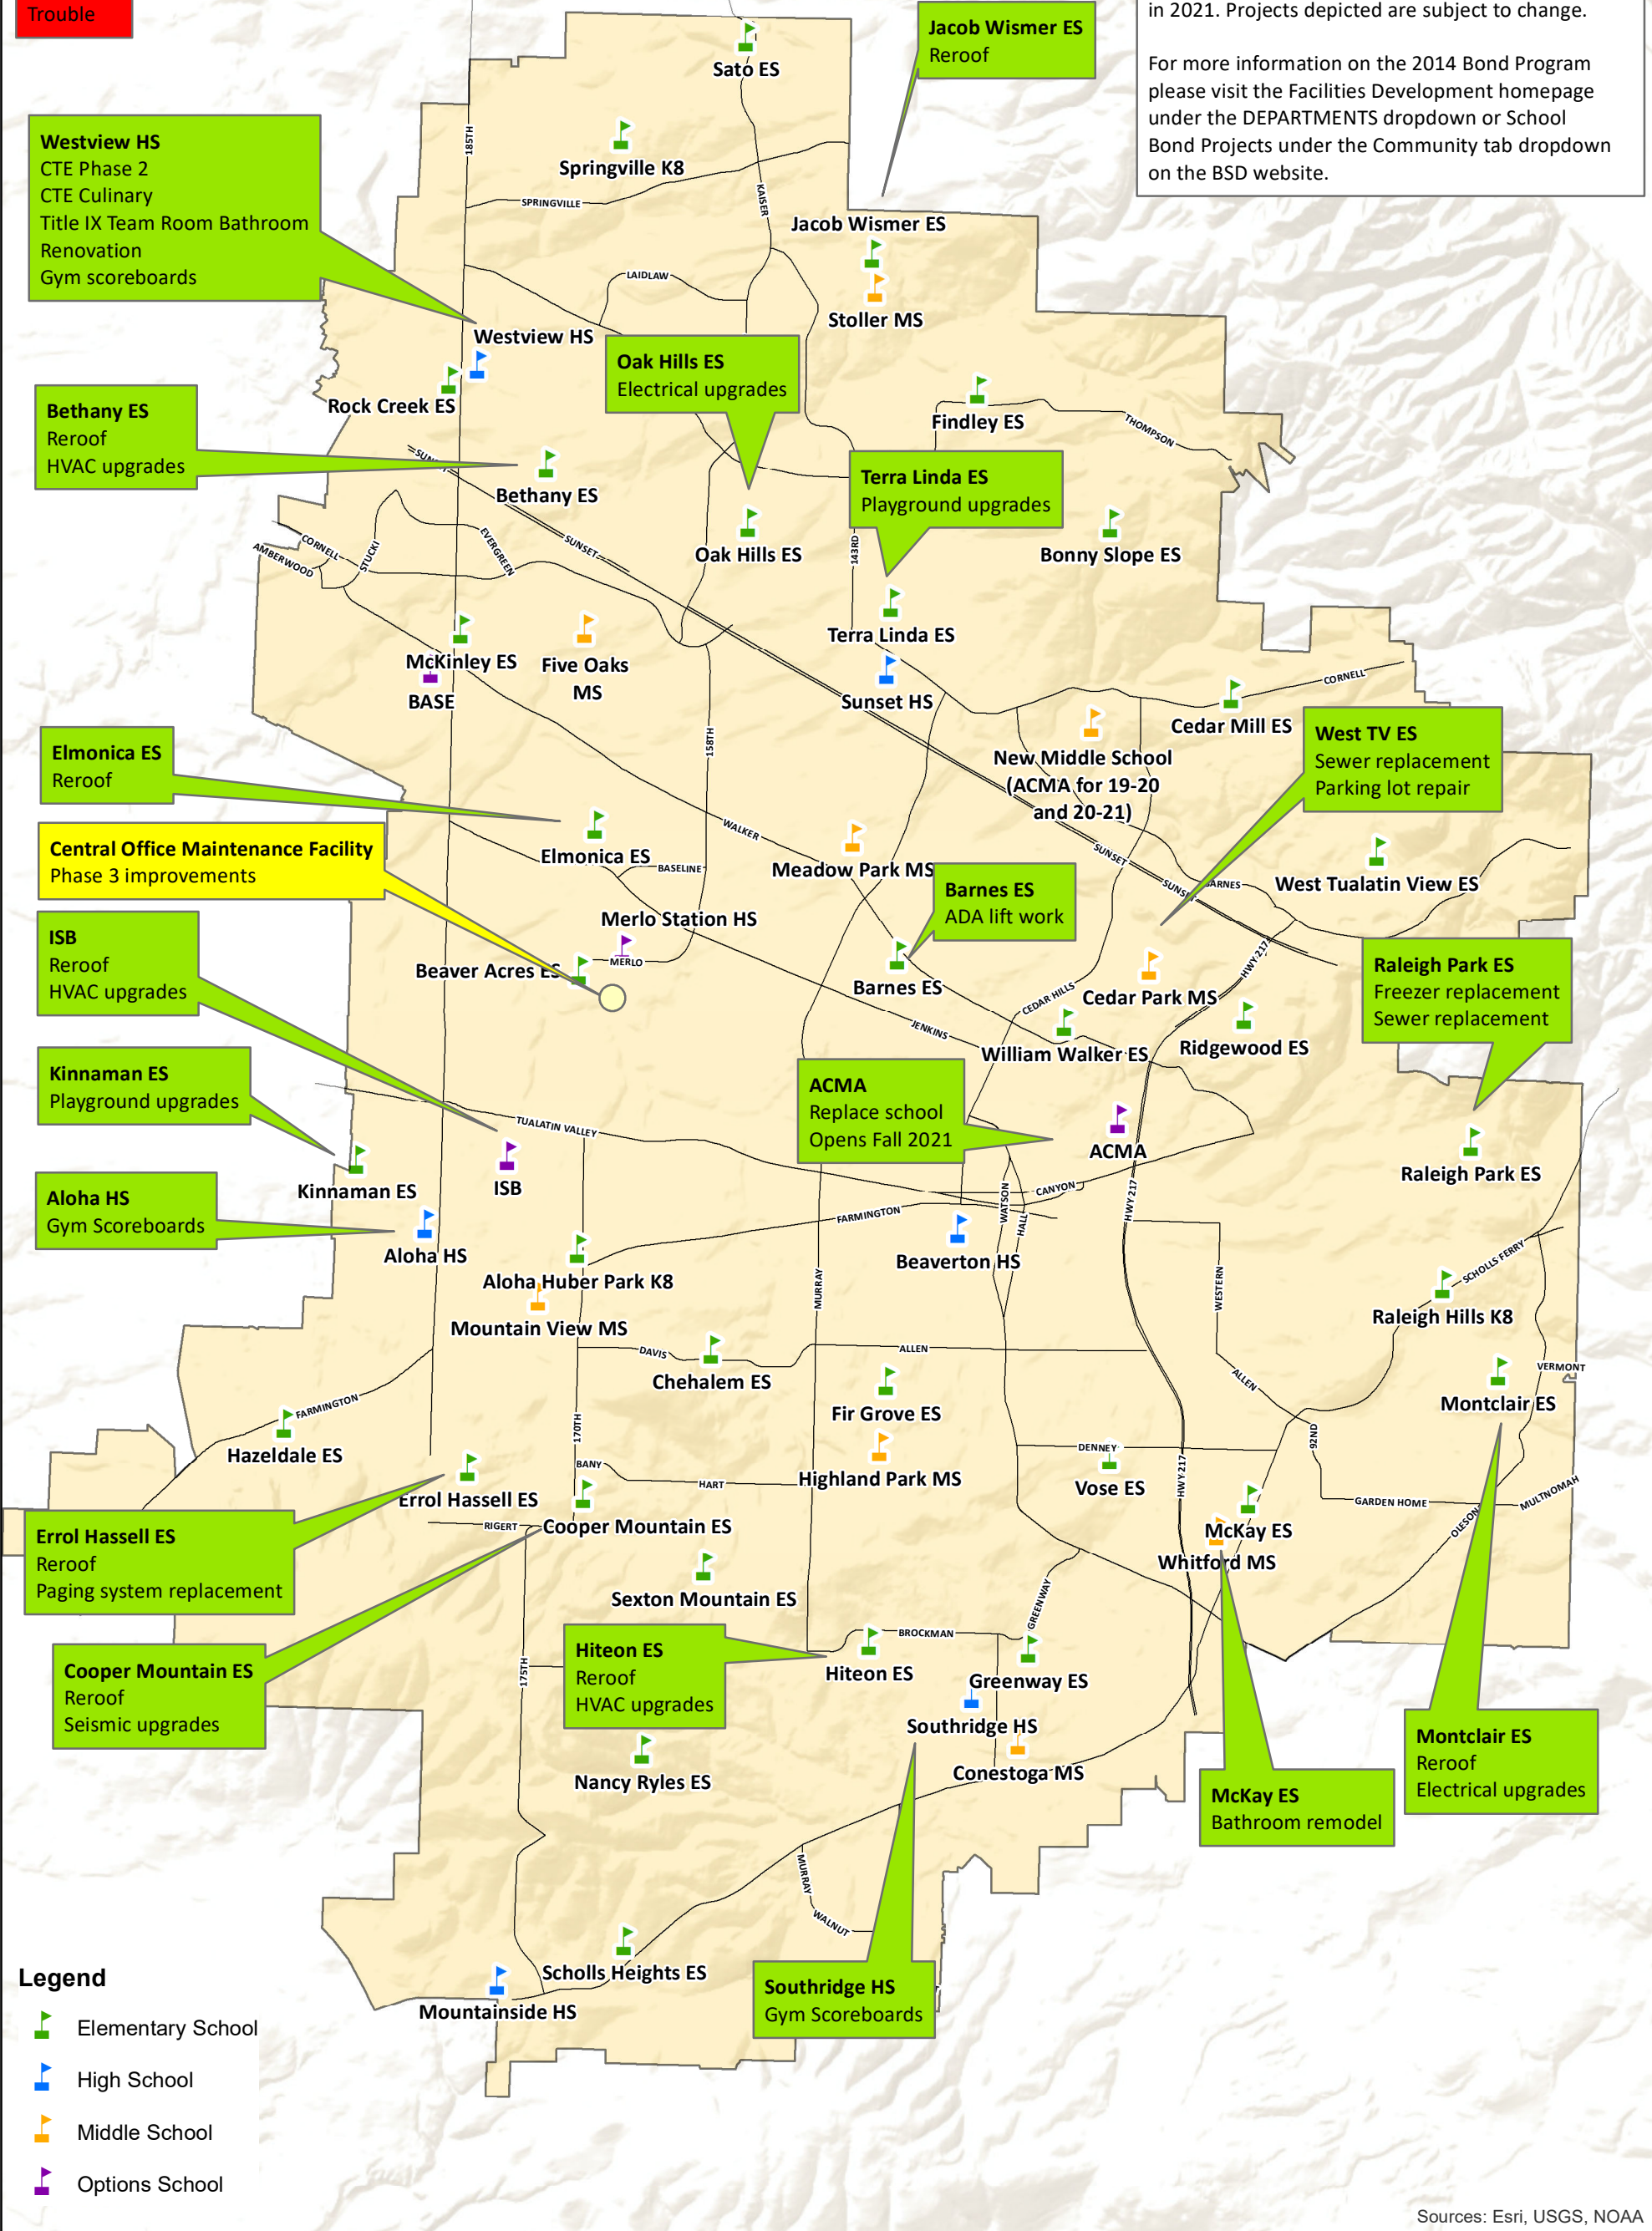 Trouble
in 2021. Projects depicted are subject to change.
For more information on the 2014 Bond Program
please visit the Facilities Development homepage
under the DEPARTMENTS dropdown or School
Bond Projects under the Community tab dropdown
on the BSD website.
Jacob Wismer ES
Reroof
Sato ES
Westview HS
CTE Phase 2
CTE Culinary
Title IX Team Room Bathroom
Renovation
Gym scoreboards
185TH
Springville K8
SPRINGVILLE
KAISER
Jacob Wismer ES
LAIDLAW
Stoller MS
Westview HS
Oak Hills ES
Electrical upgrades
Rock Creek ES
Findley ES
THOMPSON
Bethany ES
Reroof
HVAC upgrades
SUNSET
Bethany ES
Terra Linda ES
Playground upgrades
Oak Hills ES
143RD
Bonny Slope ES
CORNELL
AMBERWOOD
STUCKI
EVERGREEN
SUNSET
Terra Linda ES
McKinley ES
BASE
Five Oaks
MS
Sunset HS
CORNELL
Cedar Mill ES
158TH
New Middle School
(ACMA for 19-20
and 20-21)
West TV ES
Sewer replacement
Parking lot repair
Elmonica ES
Reroof
Elmonica ES
WALKER
BASELINE
Meadow Park MS
SUNSET
SUNSET
BARNES
West Tualatin View ES
Central Office Maintenance Facility
Phase 3 improvements
Barnes ES
ADA lift work
Merlo Station HS
MERLO
Beaver Acres ES
ISB
Reroof
HVAC upgrades
Barnes ES
Cedar Park MS
CEDAR HILLS
HWY 217
Raleigh Park ES
Freezer replacement
Sewer replacement
JENKINS
William Walker ES
Ridgewood ES
Kinnaman ES
Playground upgrades
ACMA
Replace school
Opens Fall 2021
TUALATIN VALLEY
ACMA
Raleigh Park ES
Kinnaman ES
ISB
CANYON
Aloha HS
Gym Scoreboards
Aloha HS
FARMINGTON
WATSON
HALL
HWY 217
Beaverton HS
Aloha Huber Park K8
MURRAY
WESTERN
SCHOLLS FERRY
Raleigh Hills K8
Mountain View MS
DAVIS
ALLEN
Chehalem ES
ALLEN
VERMONT
Montclair ES
FARMINGTON
Fir Grove ES
Hazeldale ES
170TH
92ND
DENNEY
BANY
HART
Highland Park MS
Vose ES
HWY 217
Errol Hassell ES
GARDEN HOME
MULTNOMAH
OLESON
RIGERT
Cooper Mountain ES
McKay ES
Whitford MS
Errol Hassell ES
Reroof
Paging system replacement
Sexton Mountain ES
GREENWAY
BROCKMAN
Hiteon ES
Reroof
HVAC upgrades
Hiteon ES
Greenway ES
Cooper Mountain ES
Reroof
Seismic upgrades
175TH
Southridge HS
Conestoga MS
Nancy Ryles ES
Montclair ES
Reroof
Electrical upgrades
McKay ES
Bathroom remodel
MURRAY
WALNUT
Scholls Heights ES
Mountainside HS
Southridge HS
Gym Scoreboards
Legend
Elementary School
High School
Middle School
Options School
Sources: Esri, USGS, NOAA